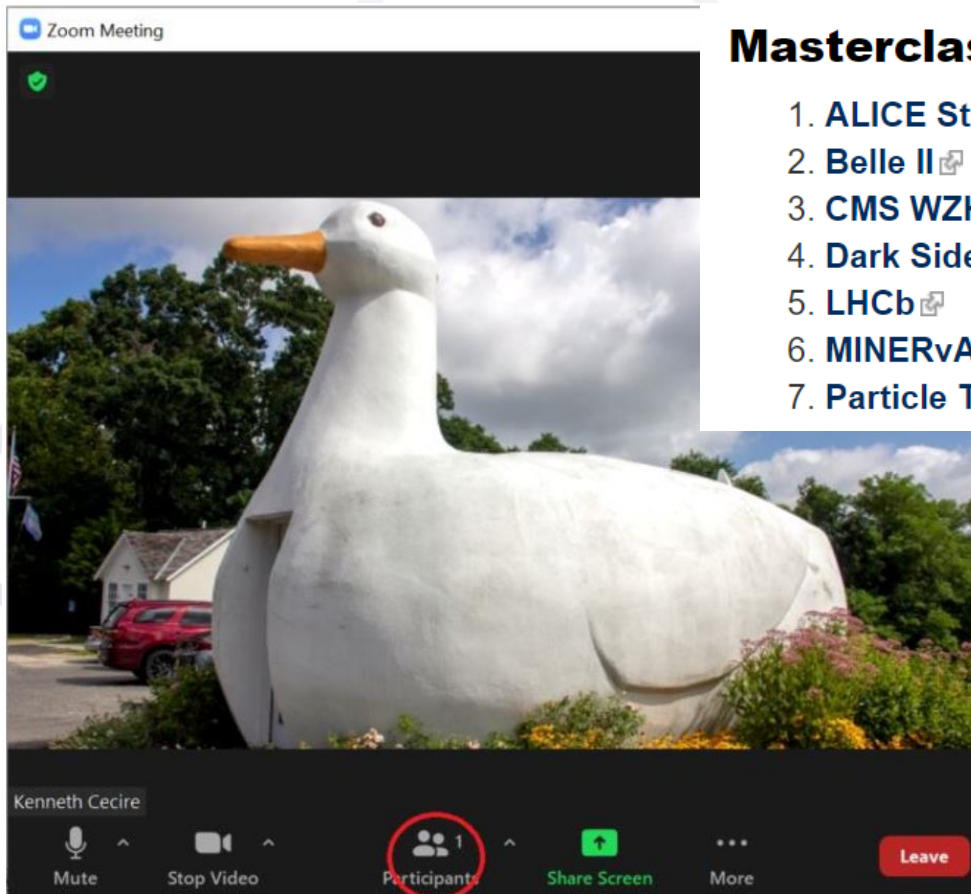 Zoom Meeting
Masterclas
1. ALICE St
2. Belle II
3. CMS WZH
4. Dark Side
5. LHCb
6. MINERvA
7. Particle T
Kenneth Cecire
1
Mute
Stop Video
Participants
Share Screen
More
Leave